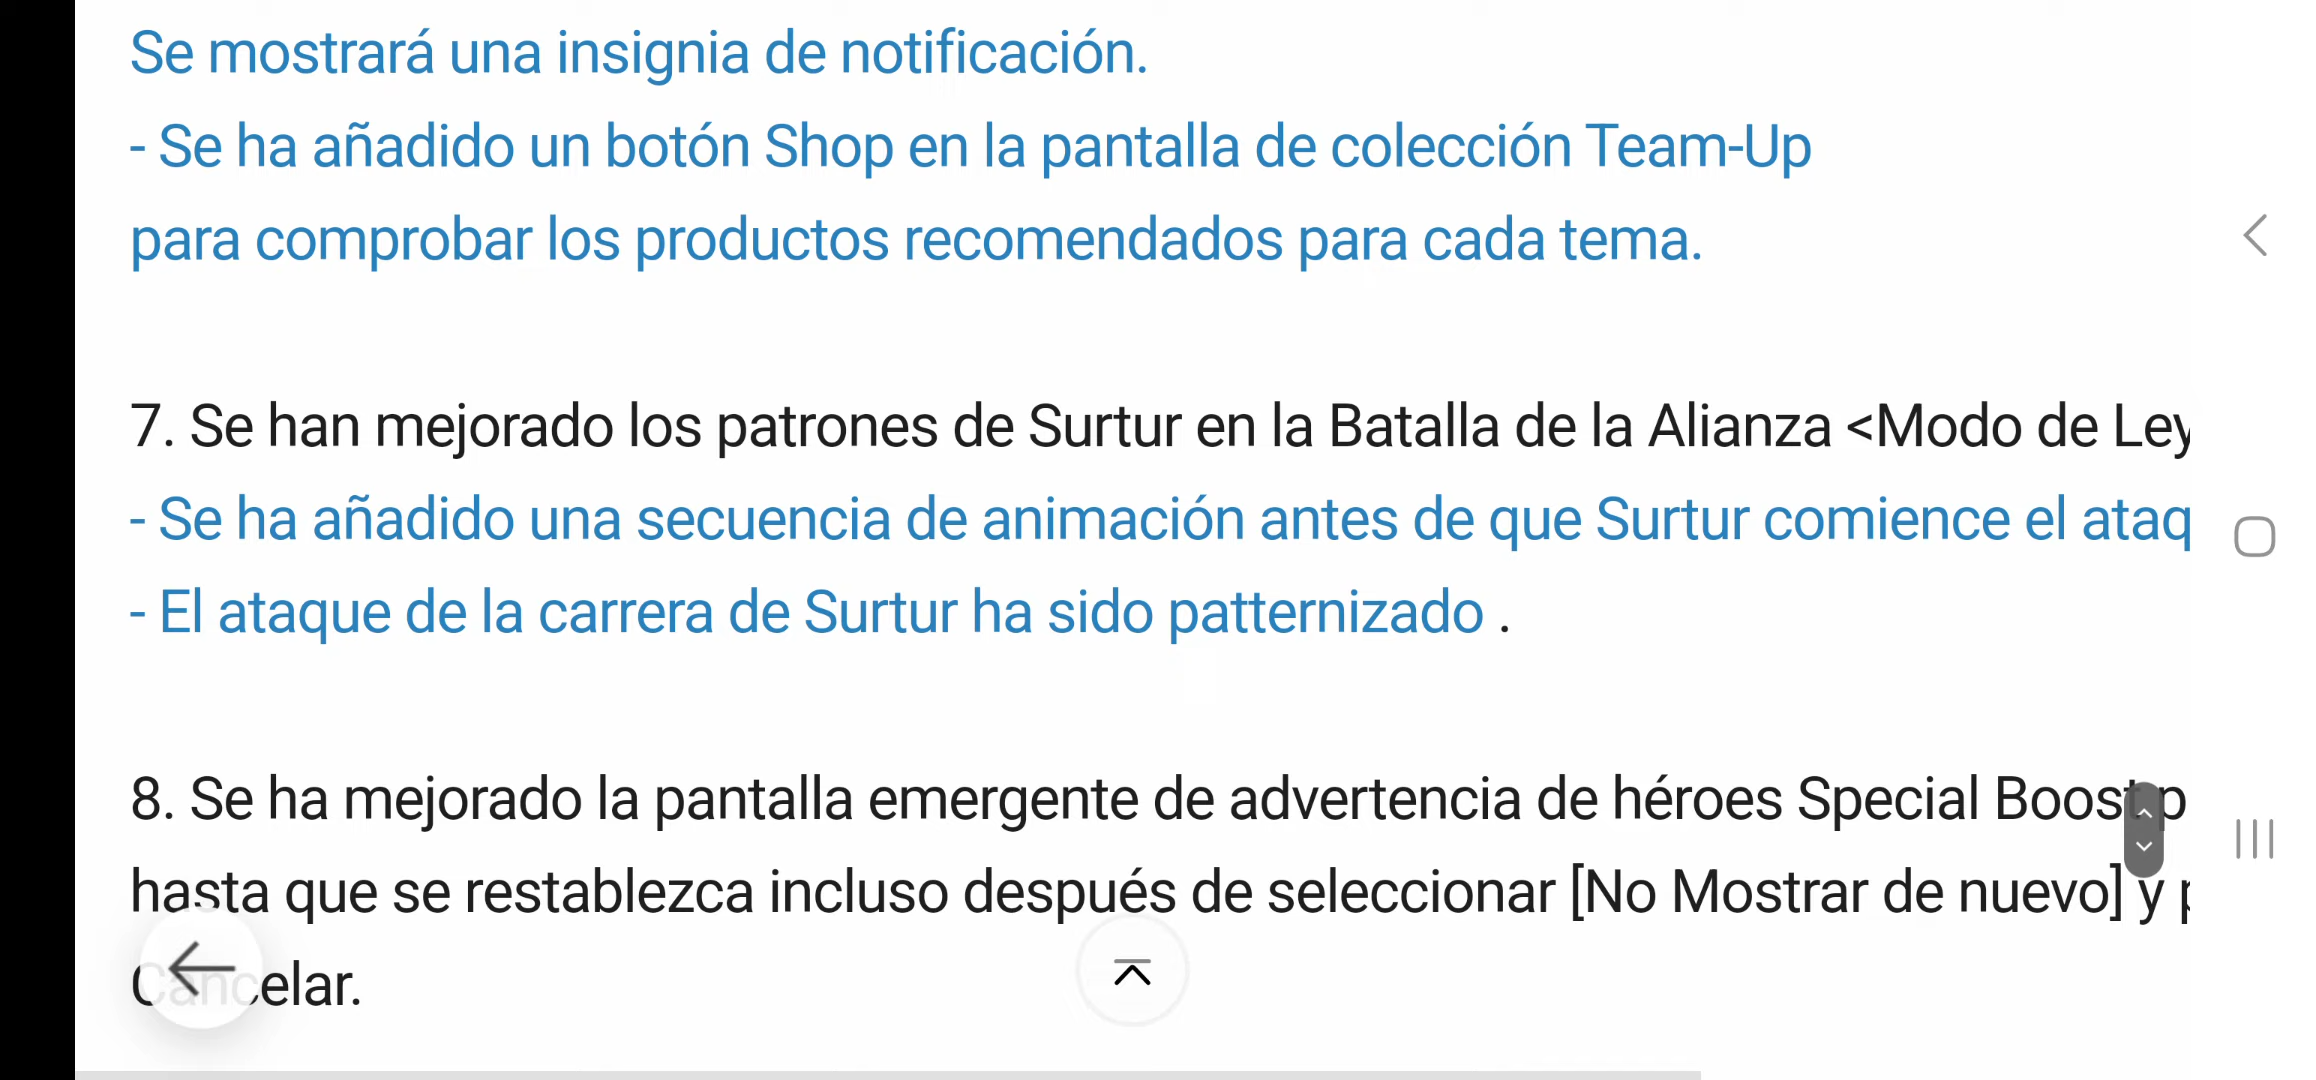 Se mostrará una insignia de notificación.
- Se ha añadido un botón Shop en la pantalla de colección Team-Up
para comprobar los productos recomendados para cada tema.
7. Se han mejorado los patrones de Surtur en la Batalla de la Alianza <Modo de Ley
- Se ha añadido una secuencia de animación antes de que Surtur comience el ataq
- El ataque de la carrera de Surtur ha sido patternizado .
8. Se ha mejorado la pantalla emergente de advertencia de héroes Special Boost p
hasta que se restablezca incluso después de seleccionar [No Mostrar de nuevo] y p
Cancelar.